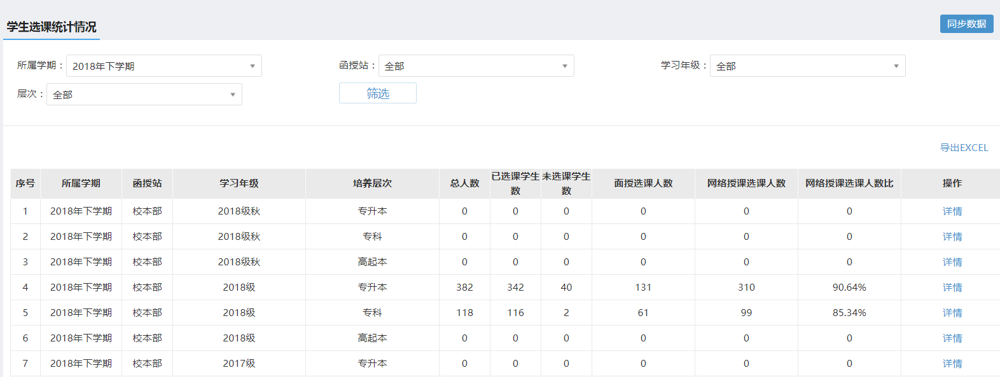 学生选课统计情况
同步数据
所属学期： 2018年下学期 函授站： 全部 学习年级： 全部
层次： 全部 筛选
导出EXCEL
序号 所属学期 函授站 学习年级 培养层次 总人数 已选课学生数 未选课学生数 面授选课人数 网络授课选课人数 网络授课选课人数比 操作
1 2018年下学期 校本部 2018级秋 专升本 0 0 0 0 0 0 详情
2 2018年下学期 校本部 2018级秋 专科 0 0 0 0 0 0 详情
3 2018年下学期 校本部 2018级秋 高起本 0 0 0 0 0 0 详情
4 2018年下学期 校本部 2018级 专升本 382 342 40 131 310 90.64% 详情
5 2018年下学期 校本部 2018级 专科 118 116 2 61 99 85.34% 详情
6 2018年下学期 校本部 2018级 高起本 0 0 0 0 0 0 详情
7 2018年下学期 校本部 2017级 专升本 0 0 0 0 0 0 详情